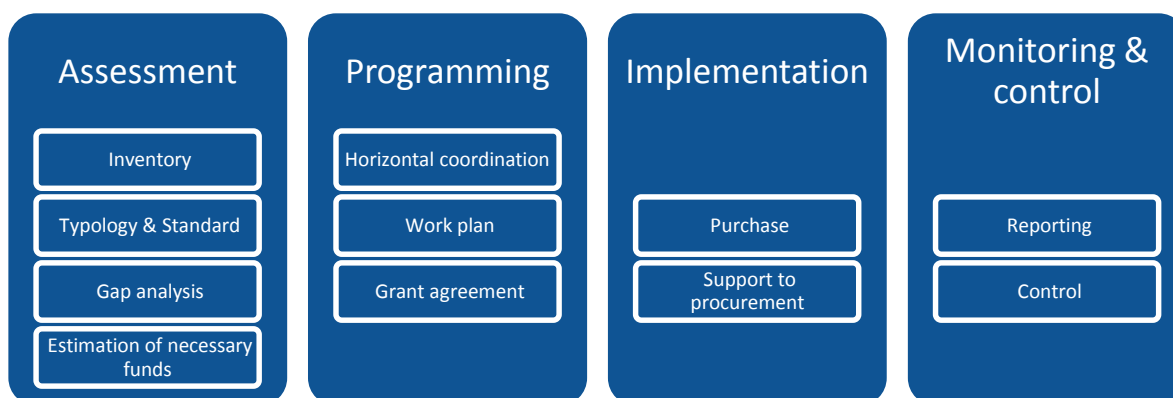 Assessment
Inventory
Typology & Standard
Gap analysis
Estimation of necessary
funds
Programming
Horizontal coordination
Work plan
Grant agreement
Implementation
Purchase
Support to
procurement
Monitoring &
control
Reporting
Control